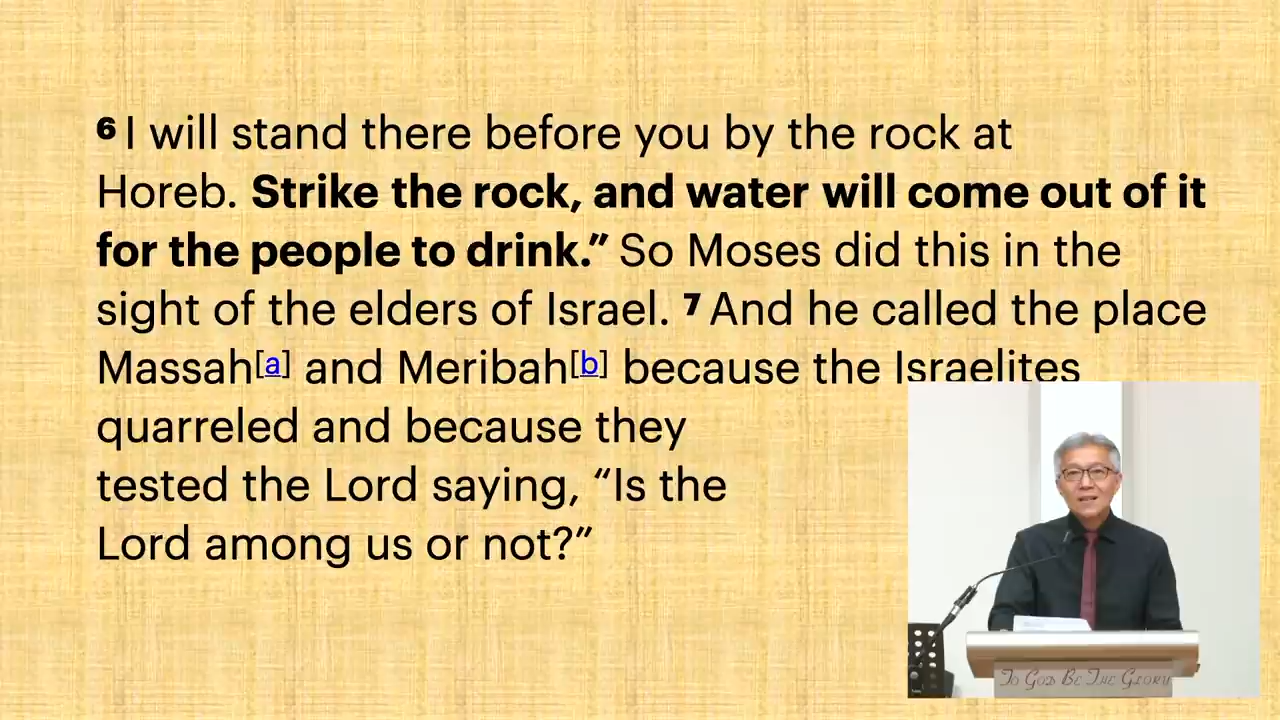 6 I will stand there before you by the rock at
Horeb. Strike the rock, and water will come out of it
for the people to drink.” So Moses did this in the
sight of the elders of Israel. 7 And he called the place
Massah[a] and Meribah[b] because the Israelites
quarreled and because they
tested the Lord saying, “Is the
Lord among us or not?”
To God Be The Glory